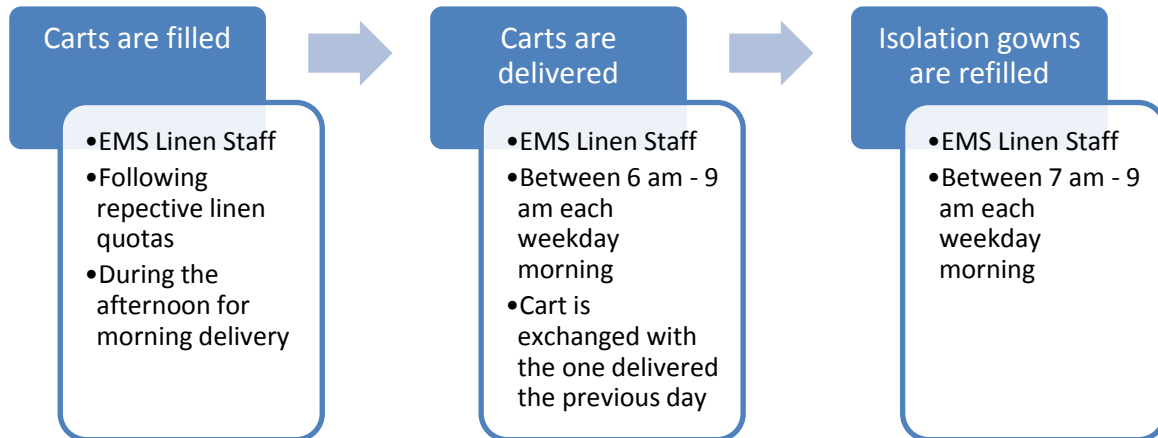 Carts are filled
•EMS Linen Staff
•Following
repective linen
quotas
•During the
afternoon for
morning delivery
Carts are
delivered
•EMS Linen Staff
•Between 6 am - 9
am each
weekday
morning
•Cart is
exchanged with
the one delivered
the previous day
Isolation gowns
are refilled
•EMS Linen Staff
•Between 7 am - 9
am each
weekday
morning